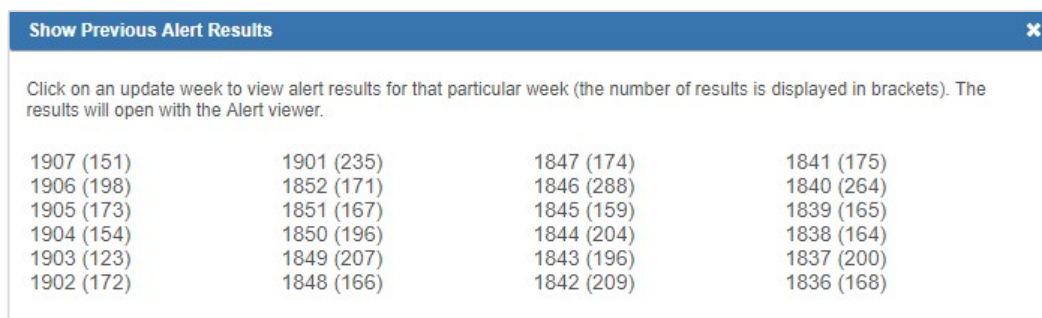 Show Previous Alert Results
Click on an update week to view alert results for that particular week (the number of results is displayed in brackets). The
results will open with the Alert viewer.
1907 (151) 1901 (235) 1847 (174) 1841 (175)
1906 (198) 1852 (171) 1846 (288) 1840 (264)
1905 (173) 1851 (167) 1845 (159) 1839 (165)
1904 (154) 1850 (196) 1844 (204) 1838 (164)
1903 (123) 1849 (207) 1843 (196) 1837 (200)
1902 (172) 1848 (166) 1842 (209) 1836 (168)